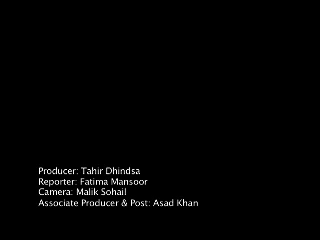 Producer: Tahir Dhindsa
Reporter: Fatima Mansoor
Camera: Malik Sohail
Associate Producer & Post: Asad Khan